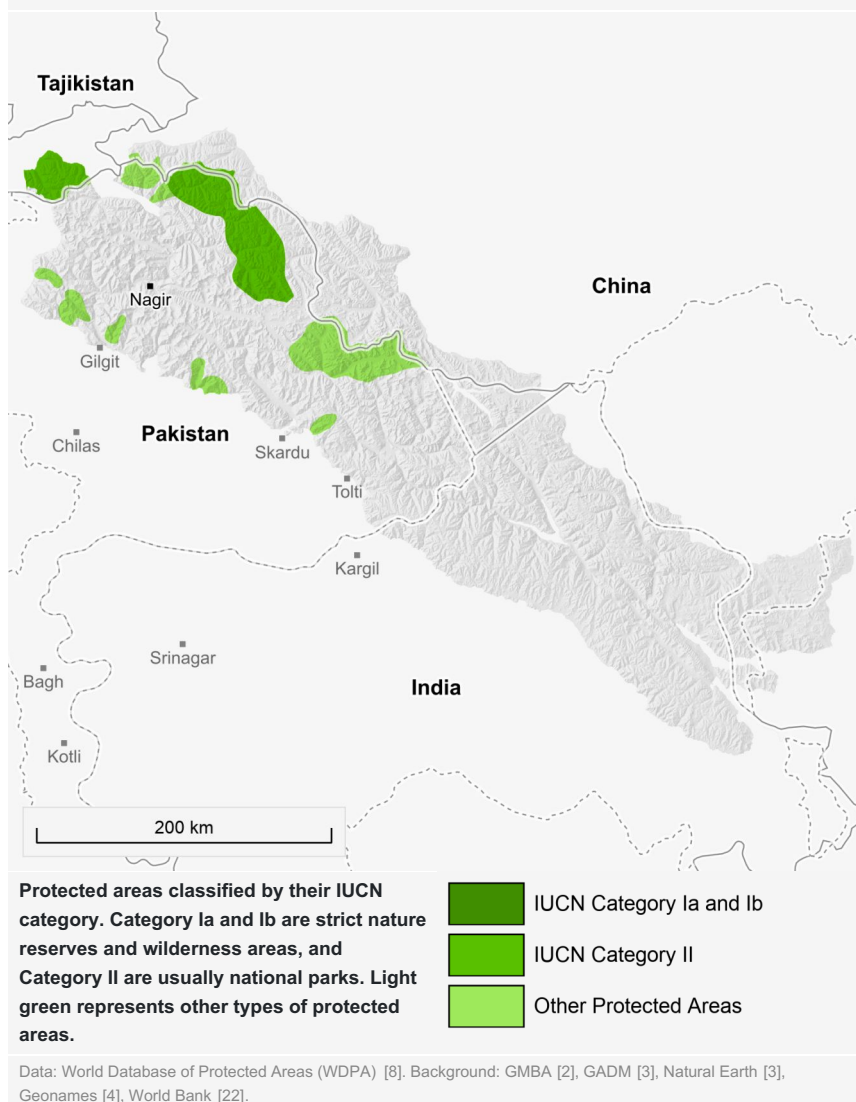 Tajikistan
China
Nagir
Gilgit
Chilas
Pakistan
Skardu
Tolti
Kargil
Srinagar
Bagh
India
Kotli
200 km
Protected areas classified by their IUCN
category. Category Ia and Ib are strict nature
reserves and wilderness areas, and
Category II are usually national parks. Light
green represents other types of protected
areas.
IUCN Category Ia and Ib
IUCN Category II
Other Protected Areas
Data: World Database of Protected Areas (WDPA) [8]. Background: GMBA [2], GADM [3], Natural Earth [3],
Geonames [4], World Bank [22].